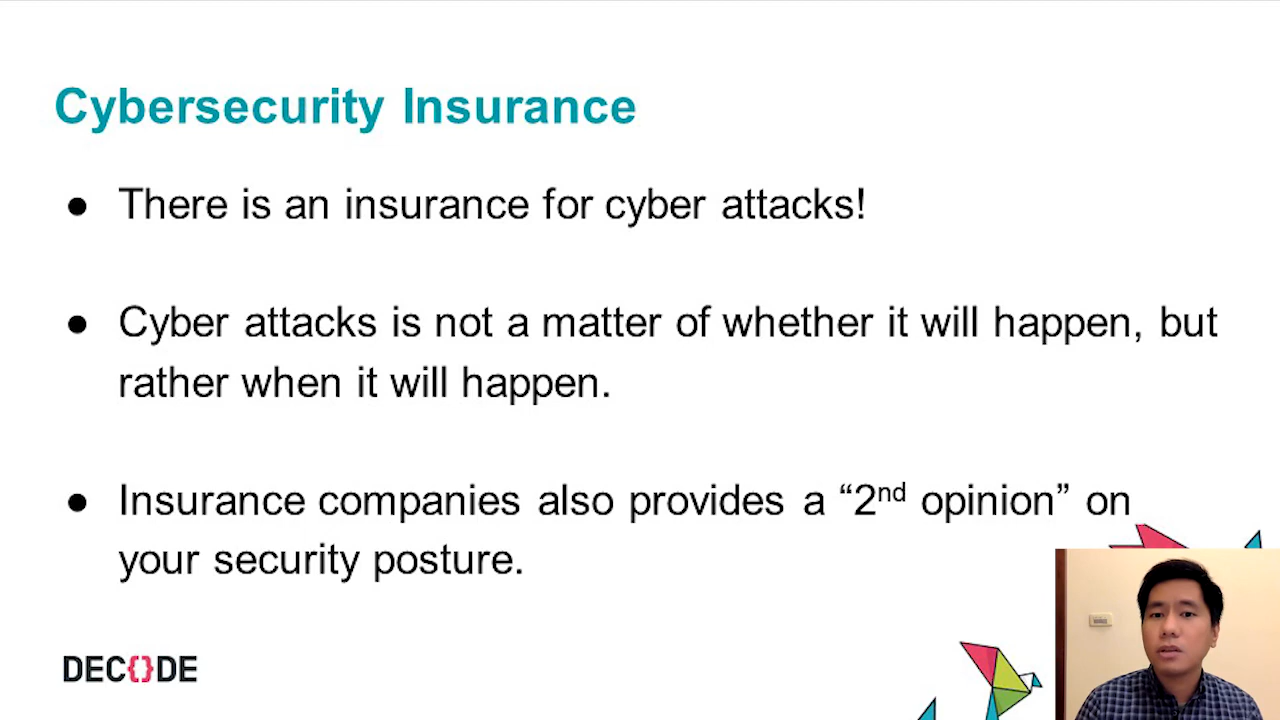 Cybersecurity Insurance
● There is an insurance for cyber attacks!
● Cyber attacks is not a matter of whether it will happen, but
rather when it will happen.
● Insurance companies also provides a “2nd opinion” on
your security posture.
DEC{}DE